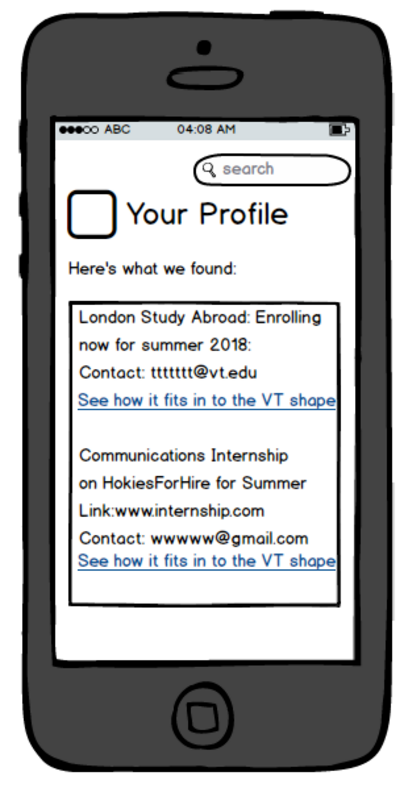 ABC 04:08 AM
search
Your Profile
Here's what we found:
London Study Abroad: Enrolling
now for summer 2018:
Contact: ttttttt@vt.edu
See how it fits in to the VT shape
Communications Internship
on HokiesForHire for Summer
Link:www.internship.com
Contact: wwwww@gmail.com
See how it fits in to the VT shape